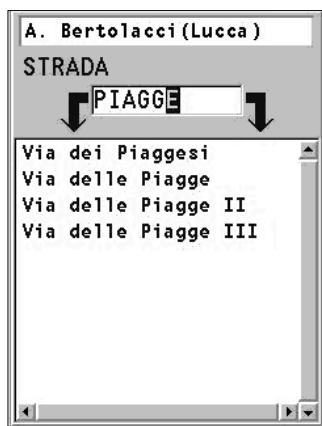 A. Bertolacci(Lucca)
STRADA
PIAGGE
Via dei Piaggesi
Via delle Piagge
Via delle Piagge II
Via delle Piagge III